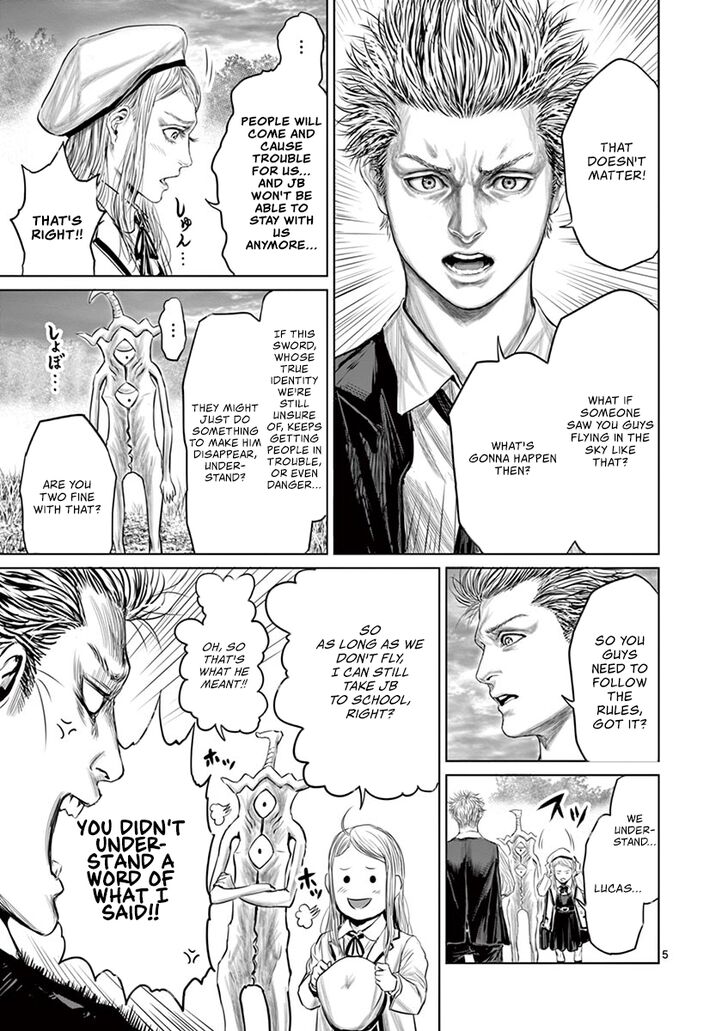 THAT
DOESN'T
MATTER!
WHAT IF
SOMEONE
SAW YOU GUYS
FLYING IN THE
SKY LIKE
THAT?
WHAT'S
GONNA HAPPEN
THEN?
...
PEOPLE WILL
COME AND
CAUSE
TROUBLE
FOR US...
AND JB
WON'T BE
ABLE TO
STAY WITH
US
ANYMORE...
しゅん...
THAT'S
RIGHT!!
IF THIS
SWORD,
WHOSE
TRUE
IDENTITY
WE'RE
STILL
UNSURE
OF, KEEPS
GETTING
PEOPLE IN
TROUBLE,
OR EVEN
DANGER...
THEY MIGHT
JUST DO
SOMETHING
TO MAKE HIM
DISAPPEAR,
UNDER-
STAND?
...
しょぼ...
ARE YOU
TWO FINE
WITH THAT?
SO YOU
GUYS
NEED TO
FOLLOW
THE
RULES,
GOT IT?
WE
UNDER-
STAND...
LUCAS...
スッ
SO
AS LONG AS WE
DON'T FLY,
I CAN STILL
TAKE JB
TO SCHOOL,
RIGHT?
OH, SO
THAT'S
WHAT HE
MEANT!!
ホッ
ホッ
YOU DIDN'T
UNDER-
STAND A
WORD OF
WHAT I
SAID!!
5